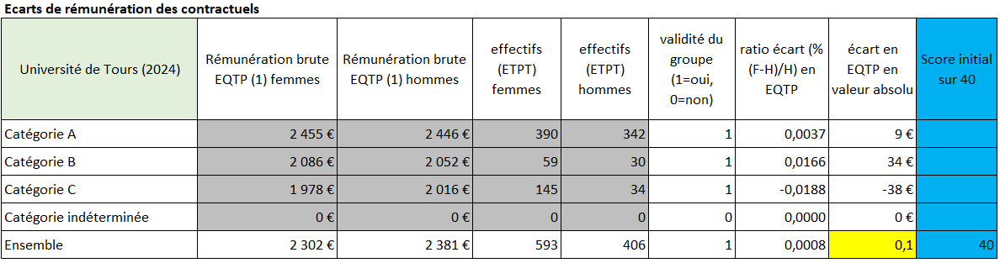 Ecarts de rémunération des contractuels
Université de Tours (2024) | Rémunération brute EQTP (1) femmes | Rémunération brute EQTP (1) hommes | effectifs (ETPT) femmes | effectifs (ETPT) hommes | validité du groupe (1=oui, 0=non) | ratio écart (% (F-H)/H) en EQTP | écart en EQTP en valeur absolu | Score initial sur 40
Catégorie A | 2 455 € | 2 446 € | 390 | 342 | 1 | 0,0037 | 9 €
Catégorie B | 2 086 € | 2 052 € | 59 | 30 | 1 | 0,0166 | 34 €
Catégorie C | 1 978 € | 2 016 € | 145 | 34 | 1 | -0,0188 | -38 €
Catégorie indéterminée | 0 € | 0 € | 0 | 0 | 0 | 0,0000 | 0 €
Ensemble | 2 302 € | 2 381 € | 593 | 406 | 1 | 0,0008 | 0,1 | 40